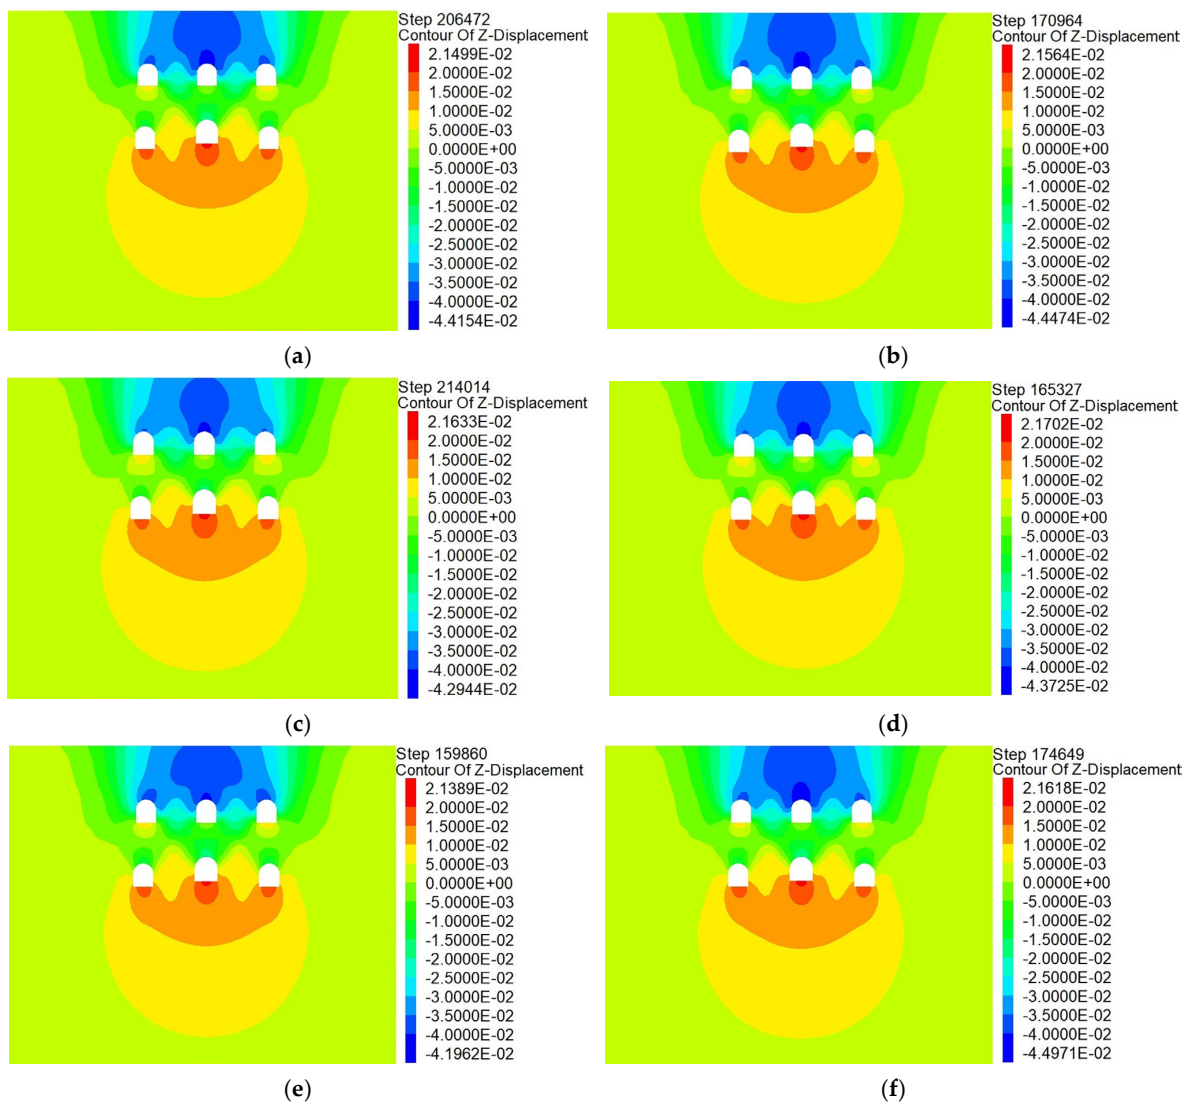 Step 206472
Contour Of Z-Displacement
2.1499E-02
2.0000E-02
1.5000E-02
1.0000E-02
5.0000E-03
0.0000E+00
-5.0000E-03
-1.0000E-02
-1.5000E-02
-2.0000E-02
-2.5000E-02
-3.0000E-02
-3.5000E-02
-4.0000E-02
-4.4154E-02
(a)
Step 170964
Contour Of Z-Displacement
2.1564E-02
2.0000E-02
1.5000E-02
1.0000E-02
5.0000E-03
0.0000E+00
-5.0000E-03
-1.0000E-02
-1.5000E-02
-2.0000E-02
-2.5000E-02
-3.0000E-02
-3.5000E-02
-4.0000E-02
-4.4474E-02
(b)
Step 214014
Contour Of Z-Displacement
2.1633E-02
2.0000E-02
1.5000E-02
1.0000E-02
5.0000E-03
0.0000E+00
-5.0000E-03
-1.0000E-02
-1.5000E-02
-2.0000E-02
-2.5000E-02
-3.0000E-02
-3.5000E-02
-4.0000E-02
-4.2944E-02
(c)
Step 165327
Contour Of Z-Displacement
2.1702E-02
2.0000E-02
1.5000E-02
1.0000E-02
5.0000E-03
0.0000E+00
-5.0000E-03
-1.0000E-02
-1.5000E-02
-2.0000E-02
-2.5000E-02
-3.0000E-02
-3.5000E-02
-4.0000E-02
-4.3725E-02
(d)
Step 159860
Contour Of Z-Displacement
2.1389E-02
2.0000E-02
1.5000E-02
1.0000E-02
5.0000E-03
0.0000E+00
-5.0000E-03
-1.0000E-02
-1.5000E-02
-2.0000E-02
-2.5000E-02
-3.0000E-02
-3.5000E-02
-4.0000E-02
-4.1962E-02
(e)
Step 174649
Contour Of Z-Displacement
2.1618E-02
2.0000E-02
1.5000E-02
1.0000E-02
5.0000E-03
0.0000E+00
-5.0000E-03
-1.0000E-02
-1.5000E-02
-2.0000E-02
-2.5000E-02
-3.0000E-02
-3.5000E-02
-4.0000E-02
-4.4971E-02
(f)